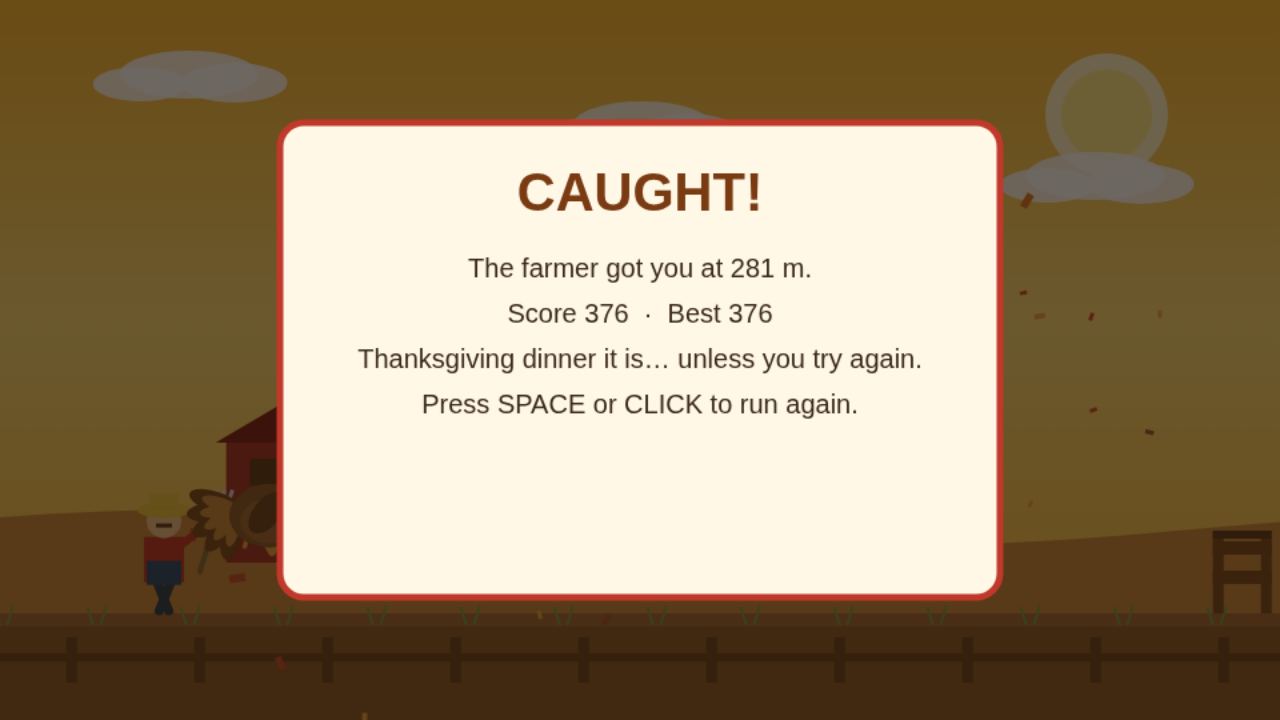 CAUGHT!
The farmer got you at 281 m.
Score 376 · Best 376
Thanksgiving dinner it is… unless you try again.
Press SPACE or CLICK to run again.